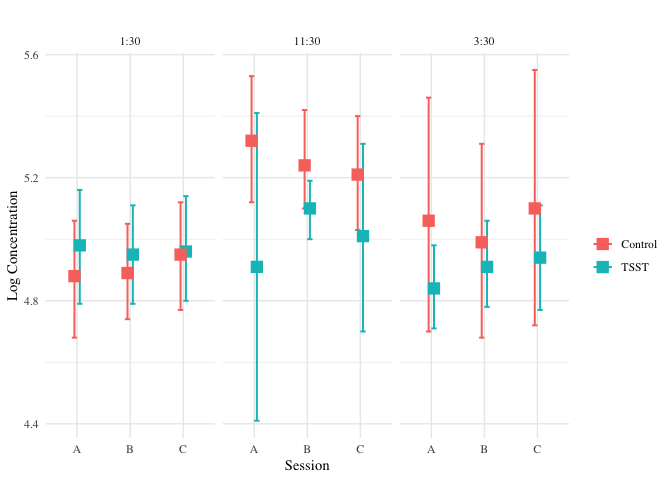 1:30
11:30
3:30
5.6
5.2
4.8
4.4
Log Concentration
A
B
C
A
B
C
A
B
C
Session
Control
TSST